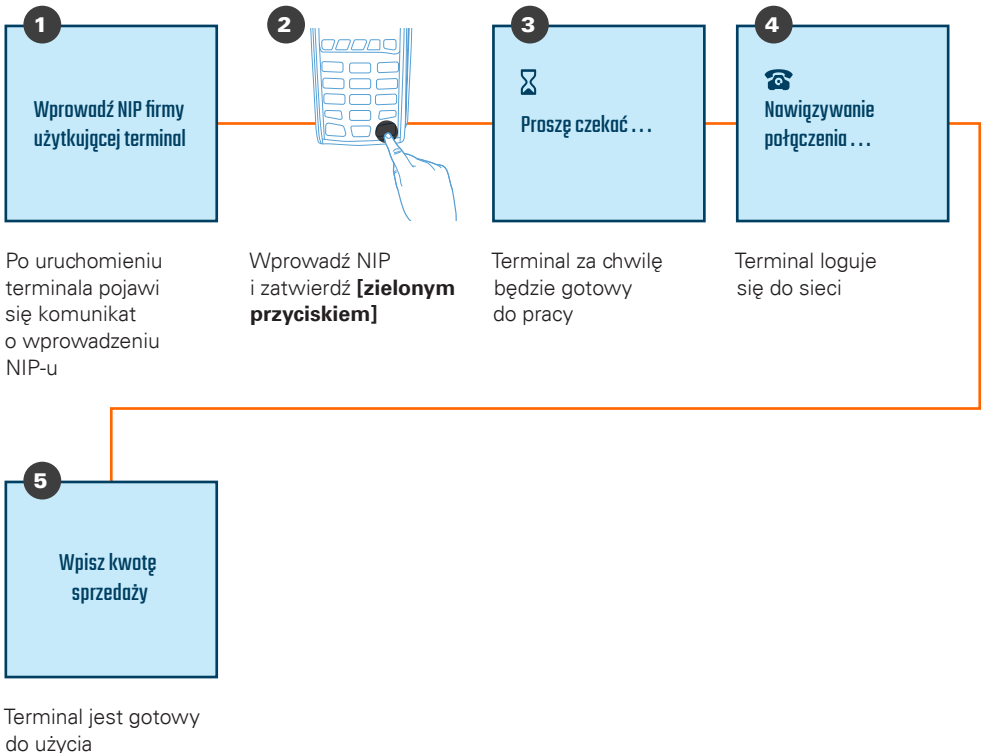 1
Wprowadź NIP firmy
użytkującej terminal
Po uruchomieniu
terminala pojawi
się komunikat
o wprowadzeniu
NIP-u
2
Wprowadź NIP
i zatwierdź [zielonym
przyciskiem]
3
Proszę czekać...
Terminal za chwilę
będzie gotowy
do pracy
4
Nawiązywanie
połączenia...
Terminal loguje
się do sieci
5
Wpisz kwotę
sprzedaży
Terminal jest gotowy
do użycia